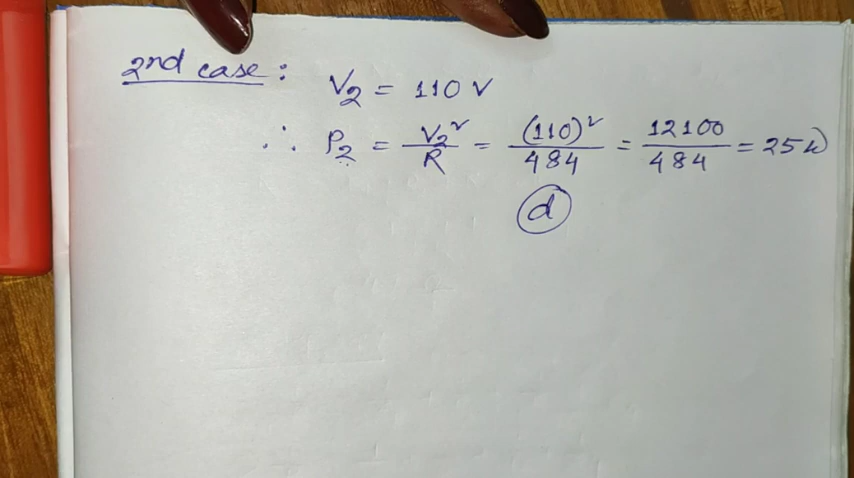 2nd case : V₂ = 110 V
∴ P₂ = V₂²/R = (110)²/484 = 12100/484 = 25 W
d